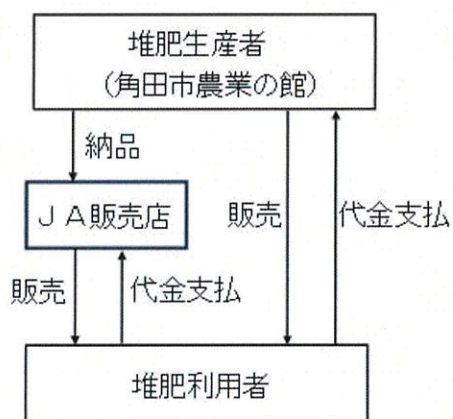 堆肥生産者
(角田市農業の館)
納品
JA販売店
販売
代金支払
販売
代金支払
堆肥利用者